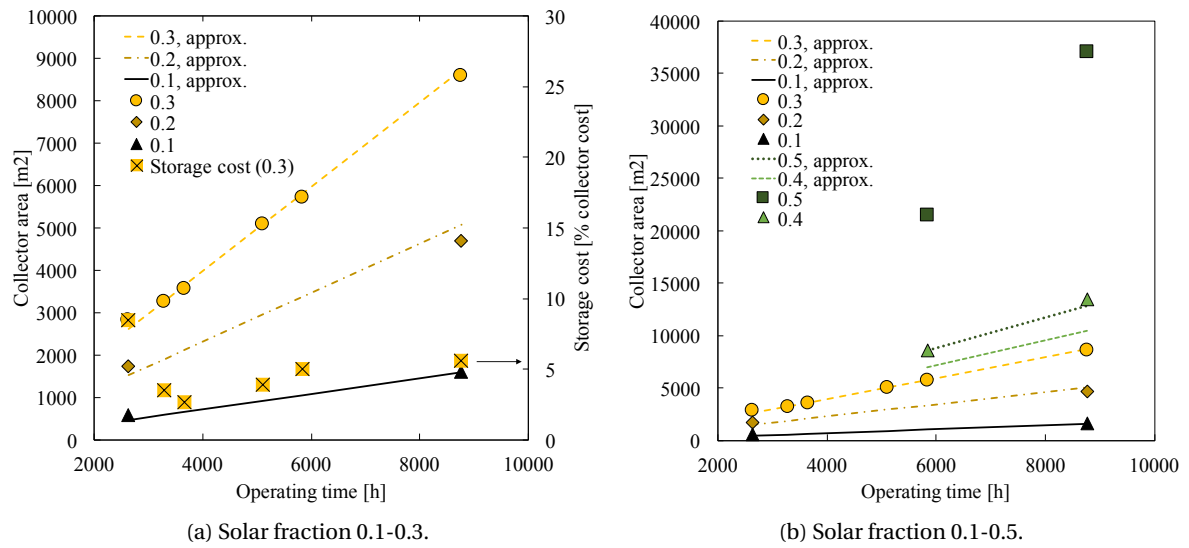 10000
9000
8000
7000
6000
5000
4000
3000
2000
1000
0
Collector area [m2]
0.3, approx.
0.2, approx.
0.1, approx.
0.3
0.2
0.1
Storage cost (0.3)
30
25
20
15
10
5
0
Storage cost [% collector cost]
2000 4000 6000 8000 10000
Operating time [h]
(a) Solar fraction 0.1-0.3.
40000
35000
30000
25000
20000
15000
10000
5000
0
Collector area [m2]
0.3, approx.
0.2, approx.
0.1, approx.
0.3
0.2
0.1
0.5, approx.
0.4, approx.
0.5
0.4
2000 4000 6000 8000 10000
Operating time [h]
(b) Solar fraction 0.1-0.5.